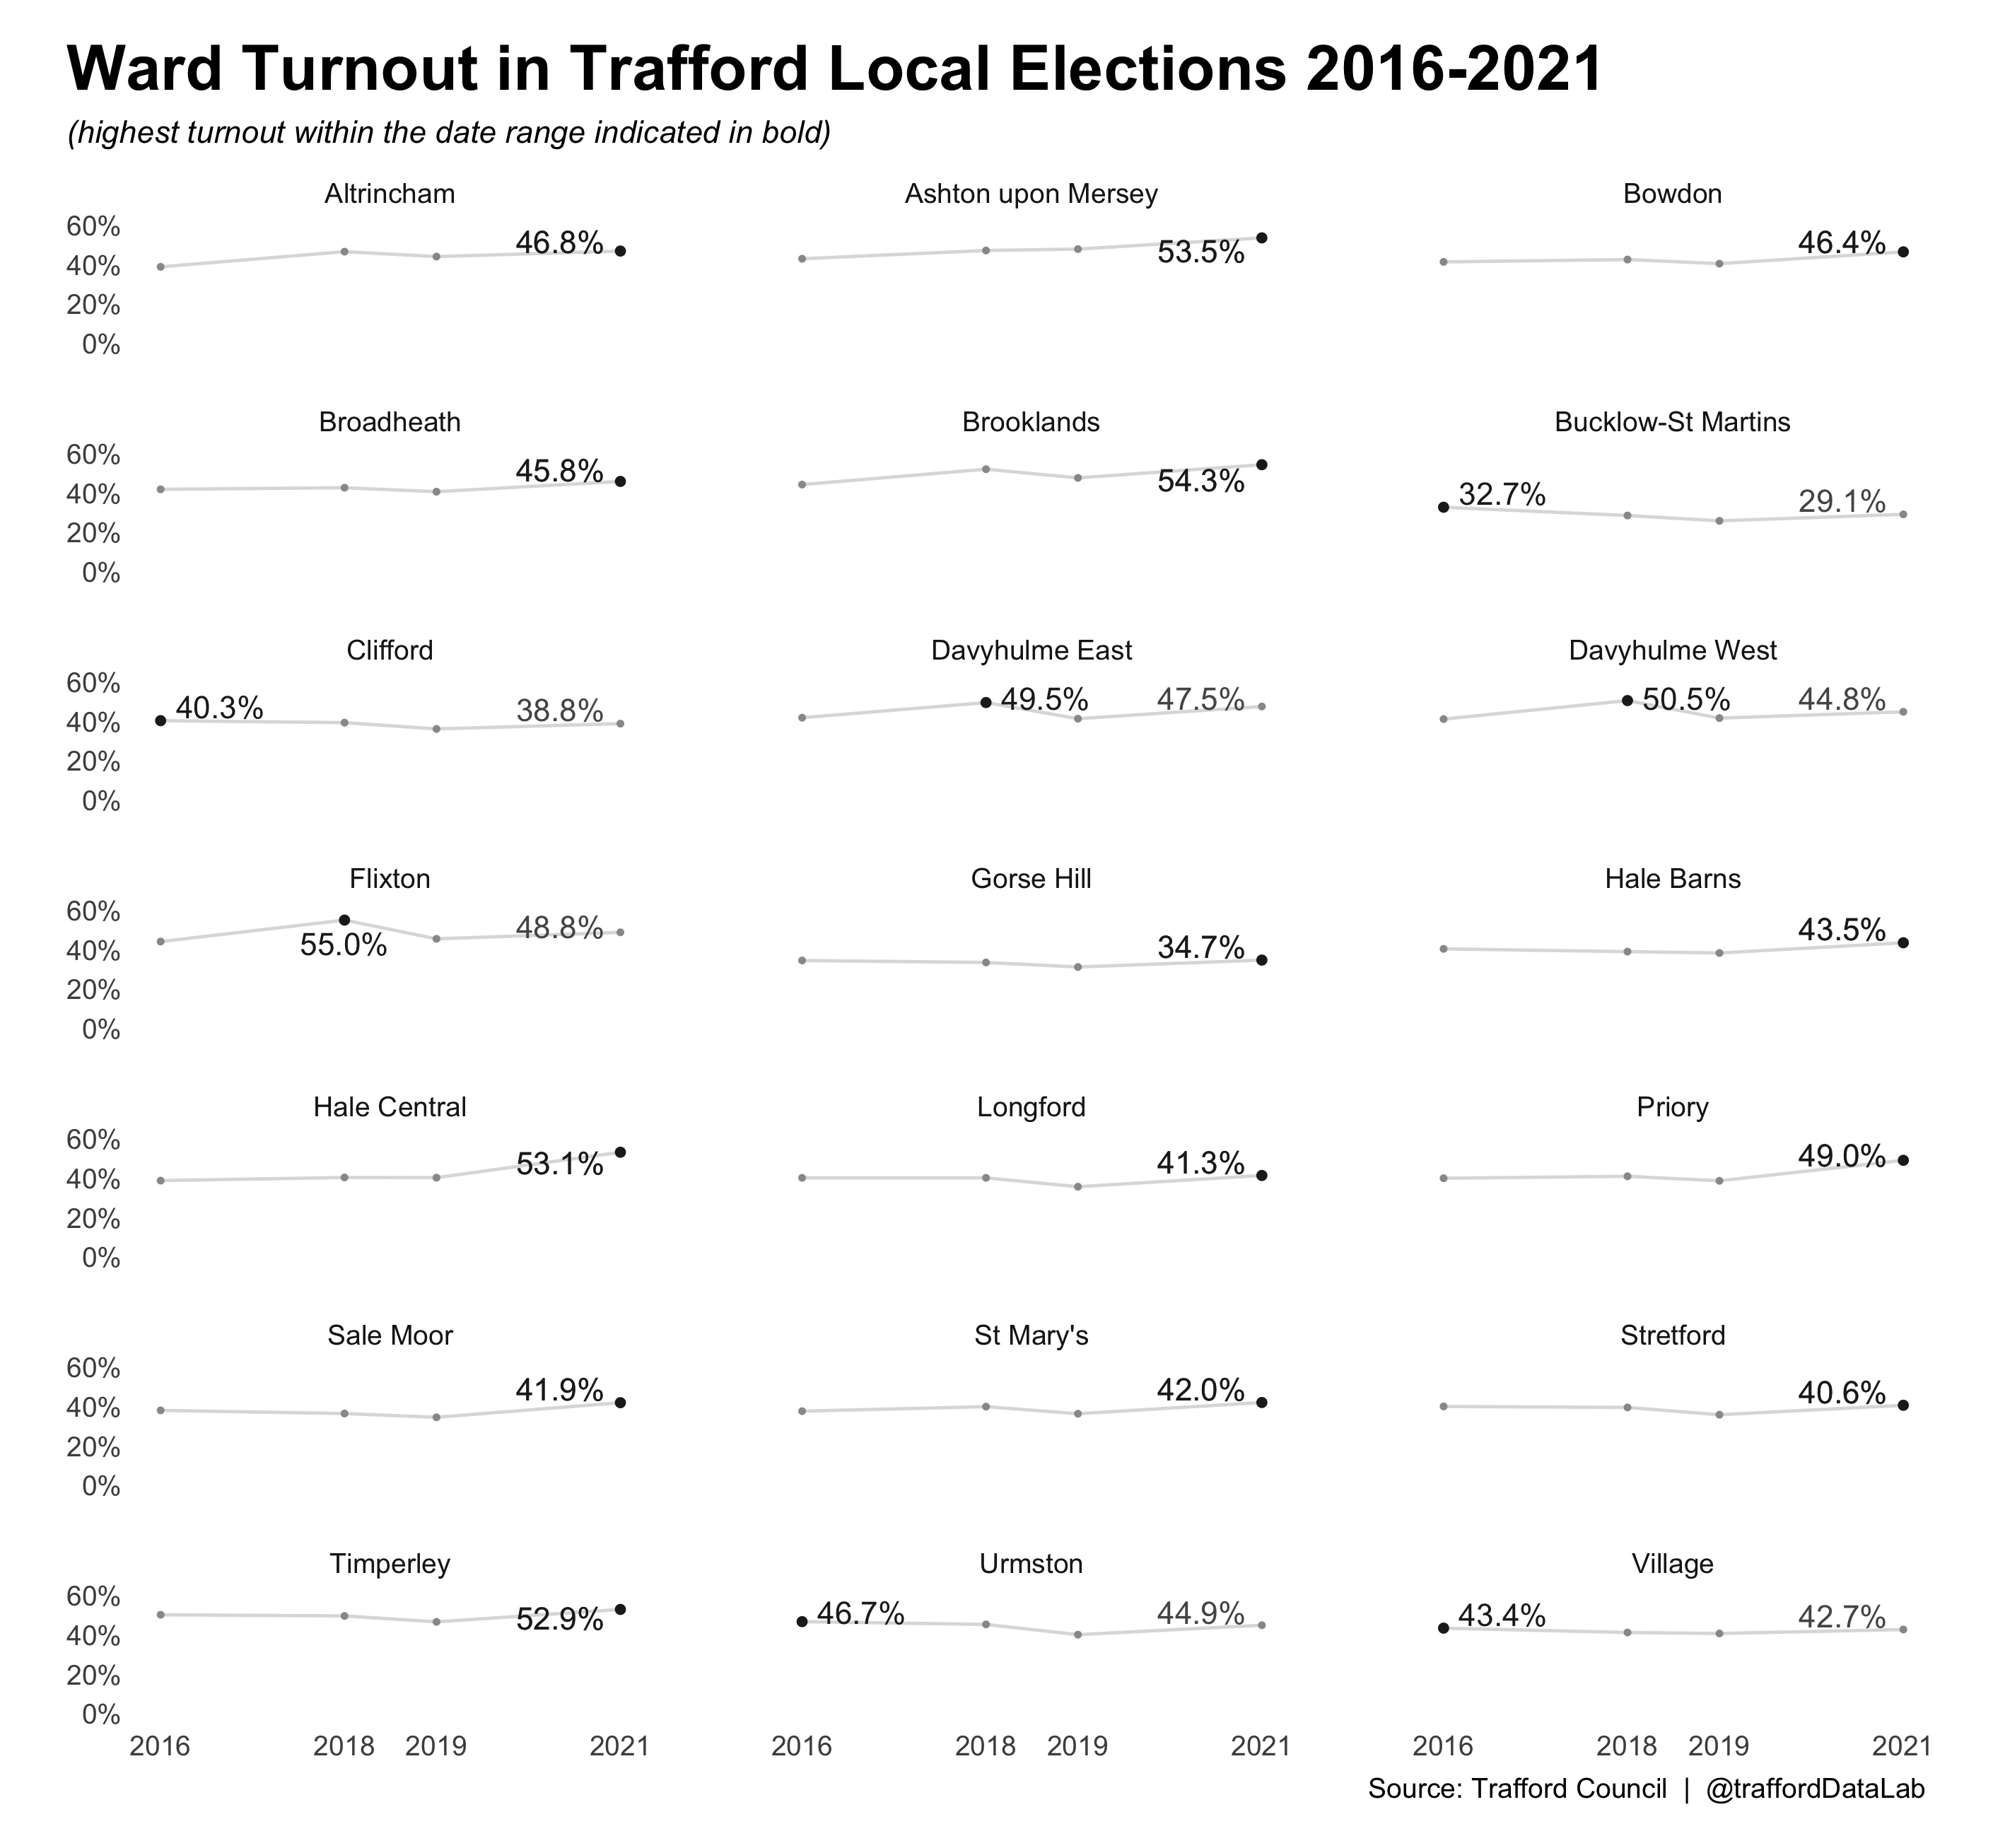 Ward Turnout in Trafford Local Elections 2016-2021
(highest turnout within the date range indicated in bold)
Altrincham Ashton upon Mersey Bowdon
60%
46.8% 53.5% 46.4%
40%
20%
0%
Broadheath Brooklands Bucklow-St Martins
60%
45.8% 54.3% 32.7% 29.1%
40%
20%
0%
Clifford Davyhulme East Davyhulme West
60%
40.3% 38.8% 49.5% 47.5% 50.5% 44.8%
40%
20%
0%
Flixton Gorse Hill Hale Barns
60%
55.0% 48.8% 34.7% 43.5%
40%
20%
0%
Hale Central Longford Priory
60%
53.1% 41.3% 49.0%
40%
20%
0%
Sale Moor St Mary's Stretford
60%
41.9% 42.0% 40.6%
40%
20%
0%
Timperley Urmston Village
60%
52.9% 46.7% 44.9% 43.4% 42.7%
40%
20%
0%
2016 2018 2019 2021 2016 2018 2019 2021 2016 2018 2019 2021
Source: Trafford Council | @traffordDataLab